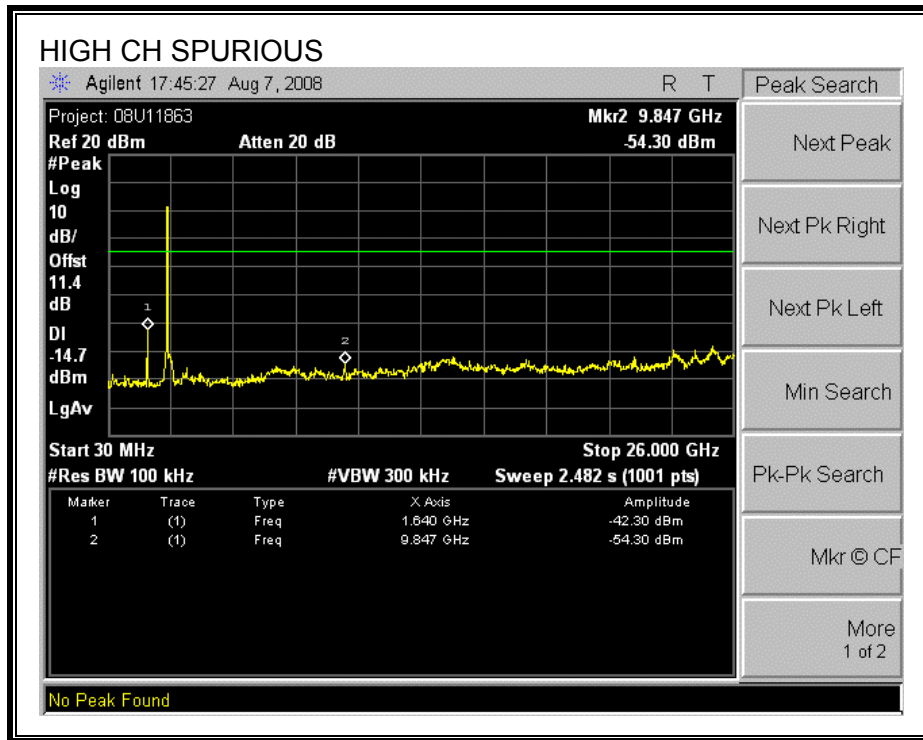 HIGH CH SPURIOUS
Agilent 17:45:27 Aug 7, 2008 R T
Peak Search
Project: 08U11863 Mkr2 9.847 GHz
Ref 20 dBm Atten 20 dB -54.30 dBm
#Peak
Log
10
dB/
Offst
11.4
dB
DI
-14.7
dBm
LgAv
1
2
Start 30 MHz Stop 26.000 GHz
#Res BW 100 kHz #VBW 300 kHz Sweep 2.482 s (1001 pts)
Marker Trace Type X Axis Amplitude
1 (1) Freq 1.640 GHz -42.30 dBm
2 (1) Freq 9.847 GHz -54.30 dBm
Next Peak
Next Pk Right
Next Pk Left
Min Search
Pk-Pk Search
Mkr © CF
More
1 of 2
No Peak Found